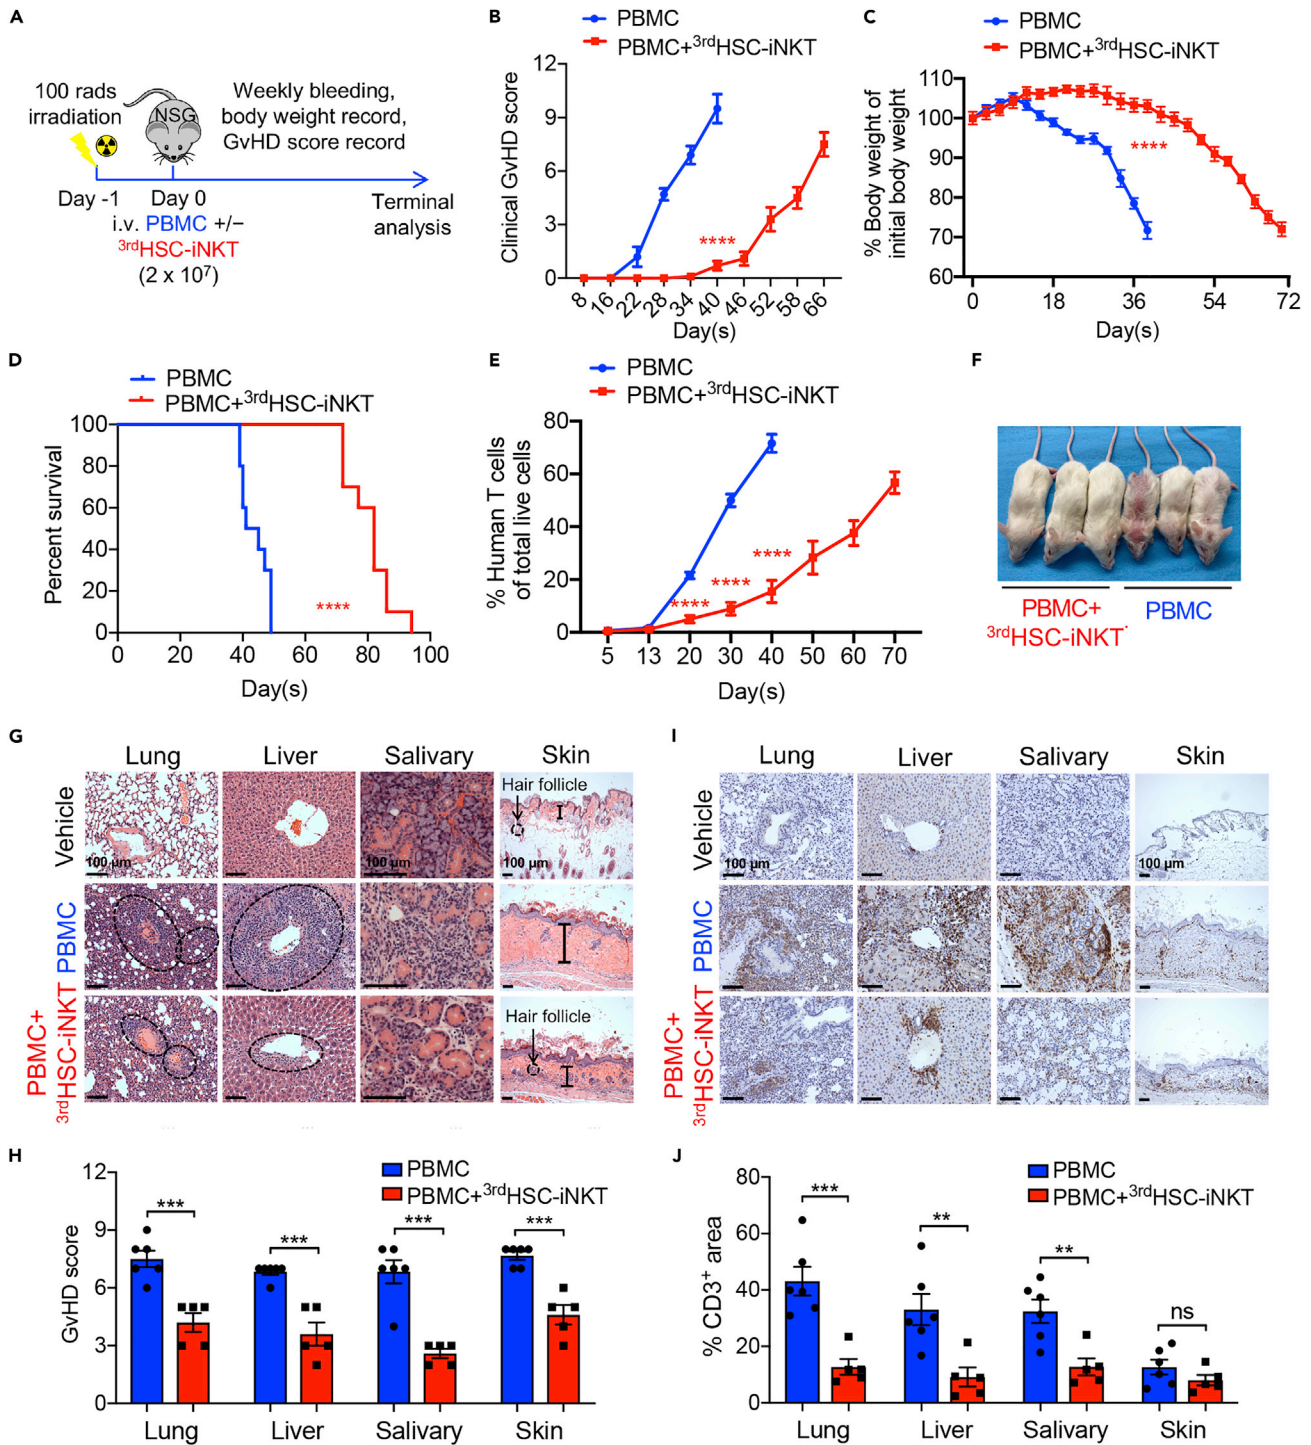 A
100 rads
irradiation
NSG
Weekly bleeding,
body weight record,
GvHD score record
Day -1
Day 0
i.v. PBMC +/−
3rdHSC-iNKT
(2 x 10⁷)
Terminal
analysis
B
PBMC
PBMC+3rdHSC-iNKT
Clinical GvHD score
12
9
6
3
0
****
8 16 22 28 34 40 46 52 58 66
Day(s)
C
PBMC
PBMC+3rdHSC-iNKT
% Body weight of
initial body weight
110
100
90
80
70
60
****
0 18 36 54 72
Day(s)
D
PBMC
PBMC+3rdHSC-iNKT
Percent survival
100
80
60
40
20
0
****
0 20 40 60 80 100
Day(s)
E
PBMC
PBMC+3rdHSC-iNKT
% Human T cells
of total live cells
80
60
40
20
0
**** **** ****
5 13 20 30 40 50 60 70
Day(s)
F
PBMC+
3rdHSC-iNKT
PBMC
G
Lung Liver Salivary Skin
Vehicle
100 µm
100 µm
Hair follicle
100 µm
PBMC
PBMC+
3rdHSC-iNKT
Hair follicle
I
Lung Liver Salivary Skin
Vehicle
100 µm
100 µm
PBMC
PBMC+
3rdHSC-iNKT
H
PBMC
PBMC+3rdHSC-iNKT
GvHD score
12
9
6
3
0
*** *** *** ***
Lung Liver Salivary Skin
J
PBMC
PBMC+3rdHSC-iNKT
% CD3⁺ area
80
60
40
20
0
*** ** ** ns
Lung Liver Salivary Skin